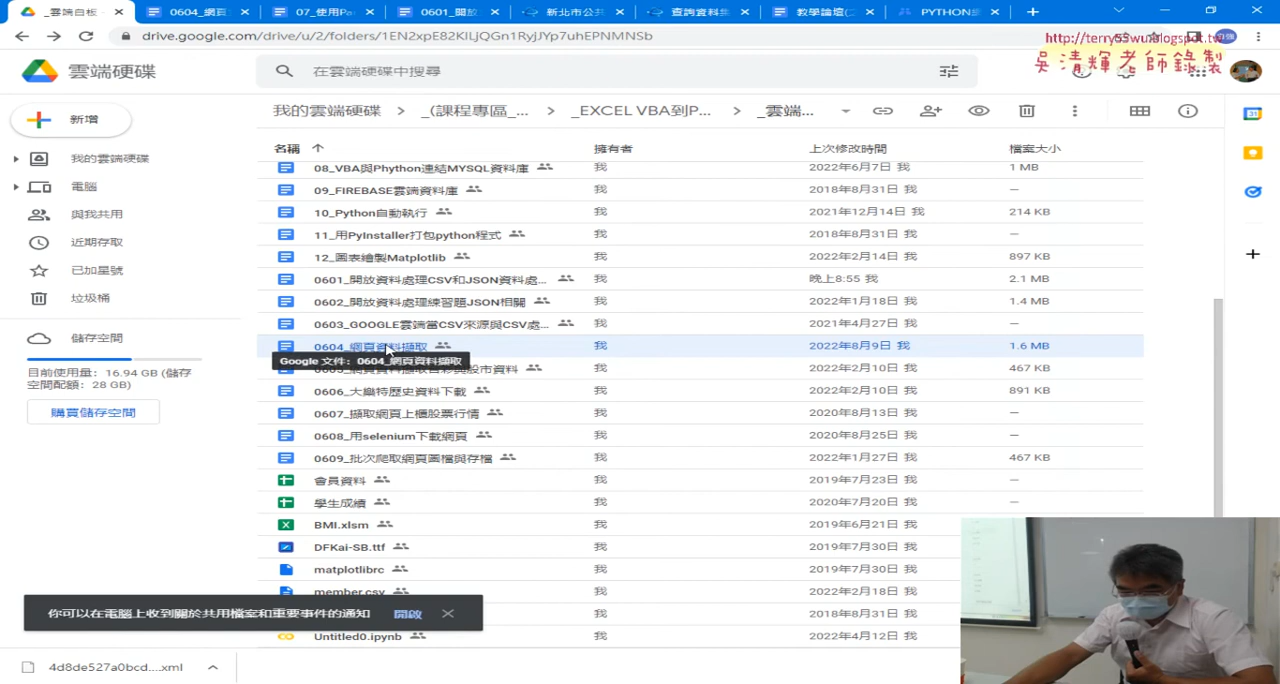 _雲端白板
0604_網頁
07_使用Pa
0601_開放
新北市公共
查詢資料集
教學論壇(二
PYTHON
drive.google.com/drive/u/2/folders/1EN2xpE82KILJQGn1RyJJYp7uhEPNMNSb
http://terry55wu.blogspot.tw
吳清輝老師錄製
雲端硬碟
在雲端硬碟中搜尋
新增
我的雲端硬碟
電腦
與我共用
近期存取
已加星號
垃圾桶
儲存空間
目前使用量：16.94 GB (儲存
空間配額：28 GB)
購買儲存空間
我的雲端硬碟 > _(課程專區_... > _EXCEL VBA到P... > _雲端...
名稱 擁有者 上次修改時間 檔案大小
08_VBA與Phython連結MYSQL資料庫 我 2022年6月7日 我 1 MB
09_FIREBASE雲端資料庫 我 2018年8月31日 我 —
10_Python自動執行 我 2021年12月14日 我 214 KB
11_用PyInstaller打包python程式 我 2018年8月31日 我 —
12_圖表繪製Matplotlib 我 2022年2月14日 我 897 KB
0601_開放資料處理CSV和JSON資料處... 我 晚上8:55 我 2.1 MB
0602_開放資料處理練習題JSON相關 我 2022年1月18日 我 1.4 MB
0603_GOOGLE雲端當CSV來源與CSV處... 我 2021年4月27日 我 —
0604_網頁資料擷取 我 2022年8月9日 我 1.6 MB
Google 文件：0604_網頁資料擷取
我 2022年2月10日 我 467 KB
0606_大樂特歷史資料下載 我 2022年2月10日 我 891 KB
0607_擷取網頁上櫃股票行情 我 2020年8月13日 我 —
0608_用selenium下載網頁 我 2020年8月25日 我 —
0609_批次爬取網頁圖檔與存檔 我 2022年1月27日 我 467 KB
會員資料 我 2019年7月23日 我 —
學生成績 我 2020年7月20日 我 —
BMI.xlsm 我 2019年6月21日 我
DFKai-SB.ttf 我 2019年7月30日 我
matplotlibrc 我 2019年7月30日 我
member.csv 我 2022年2月18日 我
我 2018年8月31日 我
Untitled0.ipynb 我 2022年4月12日 我
你可以在電腦上收到關於共用檔案和重要事件的通知 開啟
4d8de527a0bcd....xml